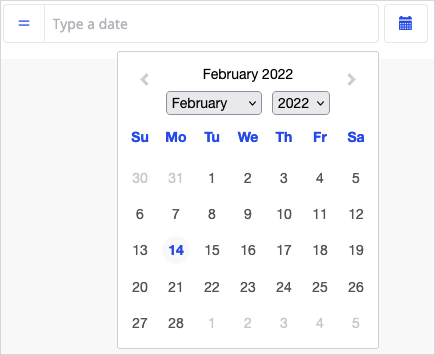 = Type a date
February 2022
February 2022
Su Mo Tu We Th Fr Sa
30 31 1 2 3 4 5
6 7 8 9 10 11 12
13 14 15 16 17 18 19
20 21 22 23 24 25 26
27 28 1 2 3 4 5